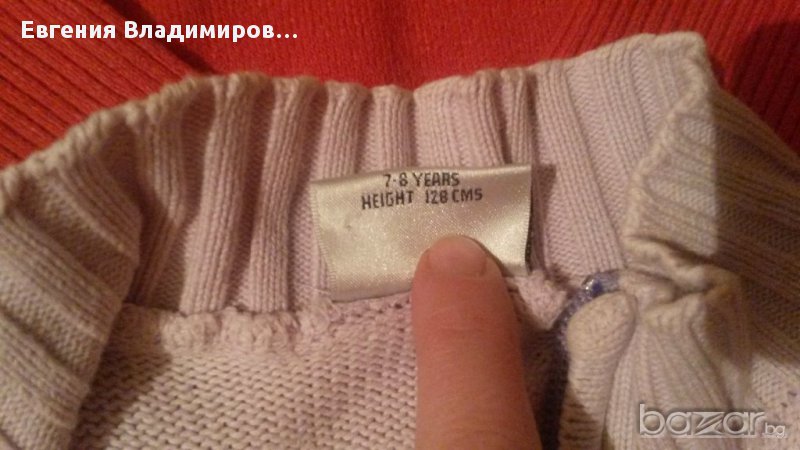 Евгения Владимиров...
7-8 YEARS
HEIGHT 128 CMS
bazar.bg